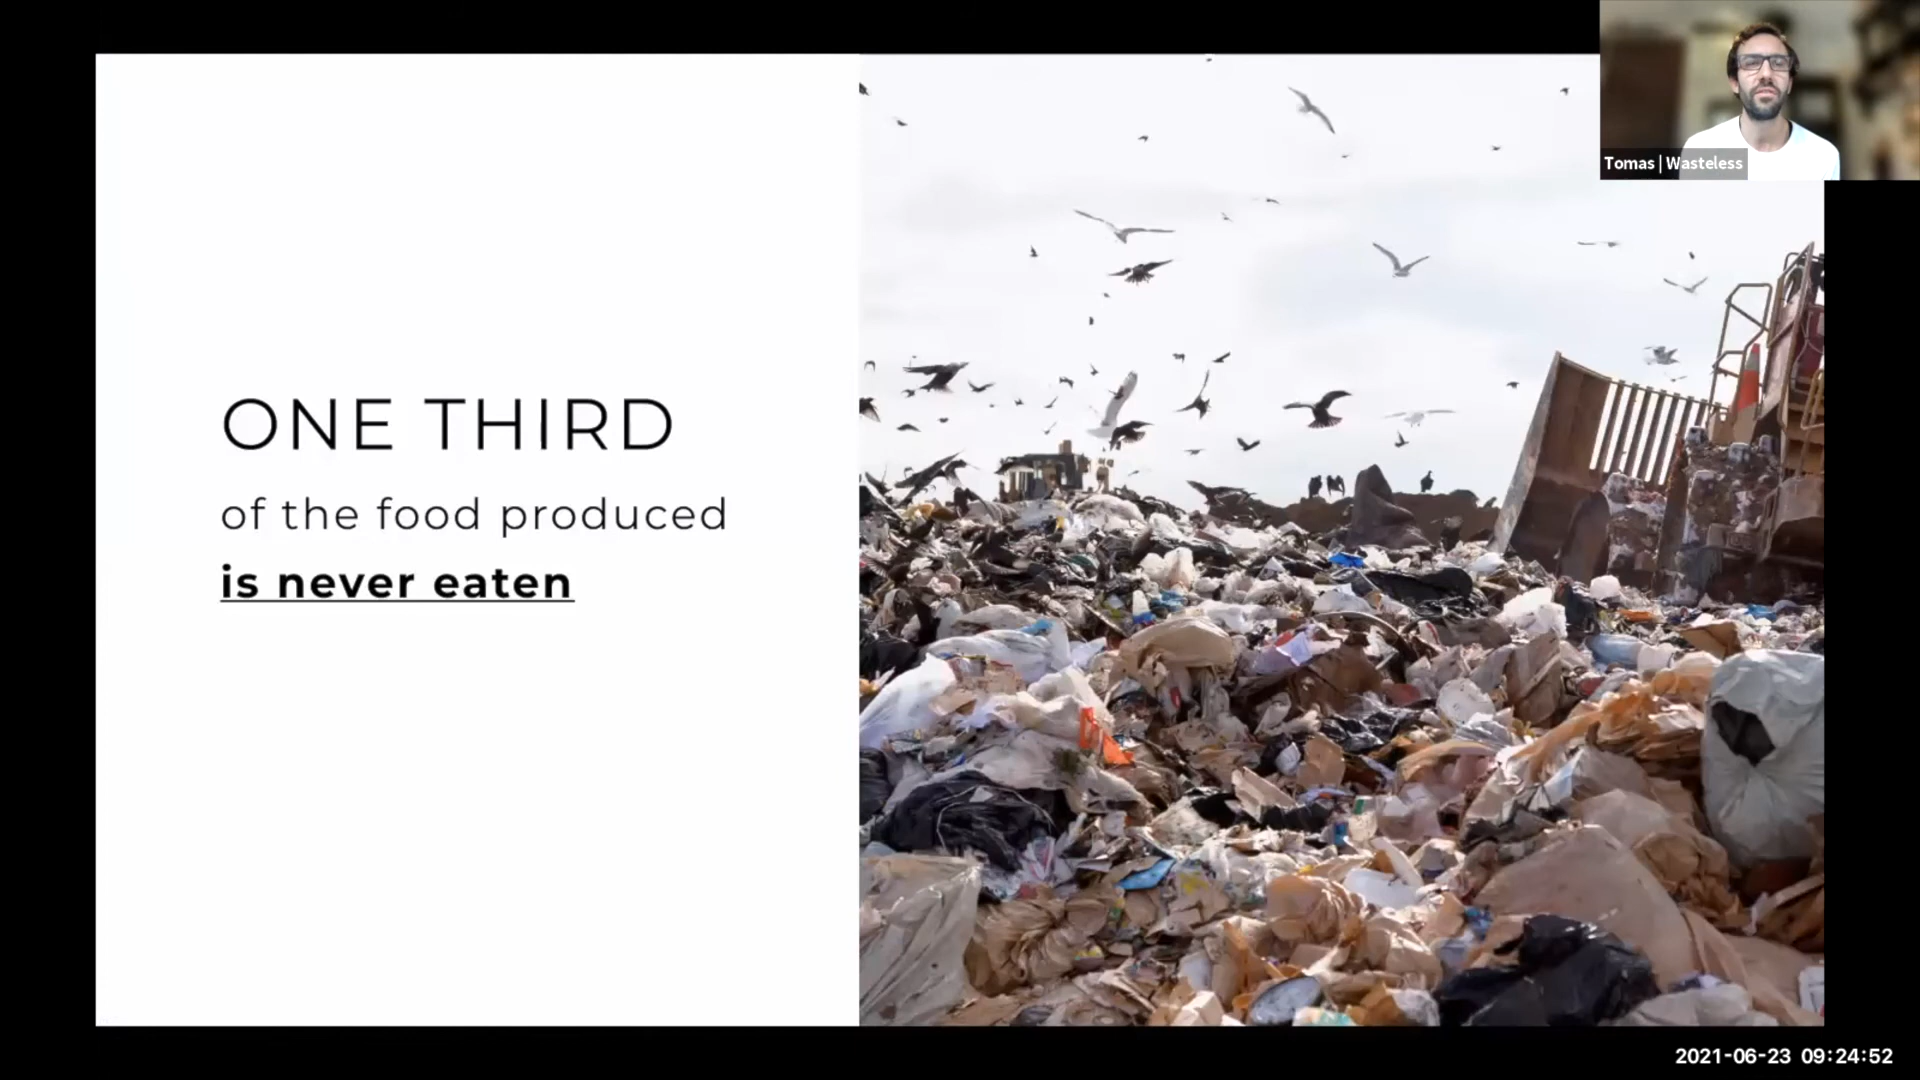 ONE THIRD
of the food produced
is never eaten
Tomas | Wasteless
2021-06-23 09:24:52